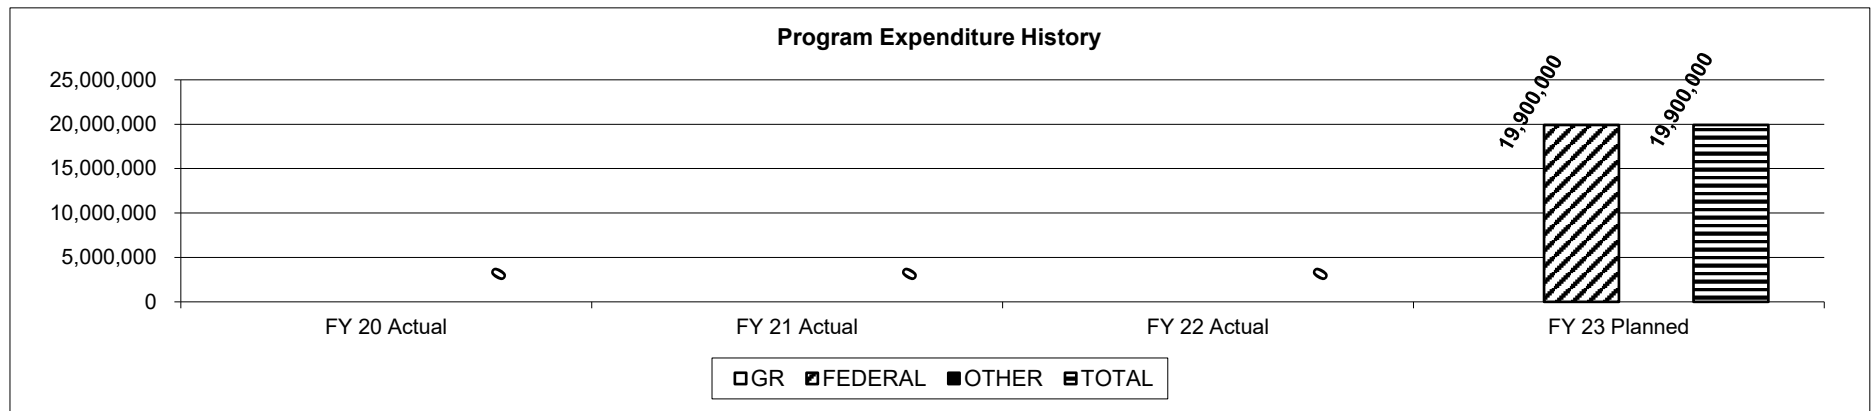 Program Expenditure History
25,000,000
20,000,000
15,000,000
10,000,000
5,000,000
0
0
0
0
19,900,000
19,900,000
FY 20 Actual
FY 21 Actual
FY 22 Actual
FY 23 Planned
GR FEDERAL OTHER TOTAL